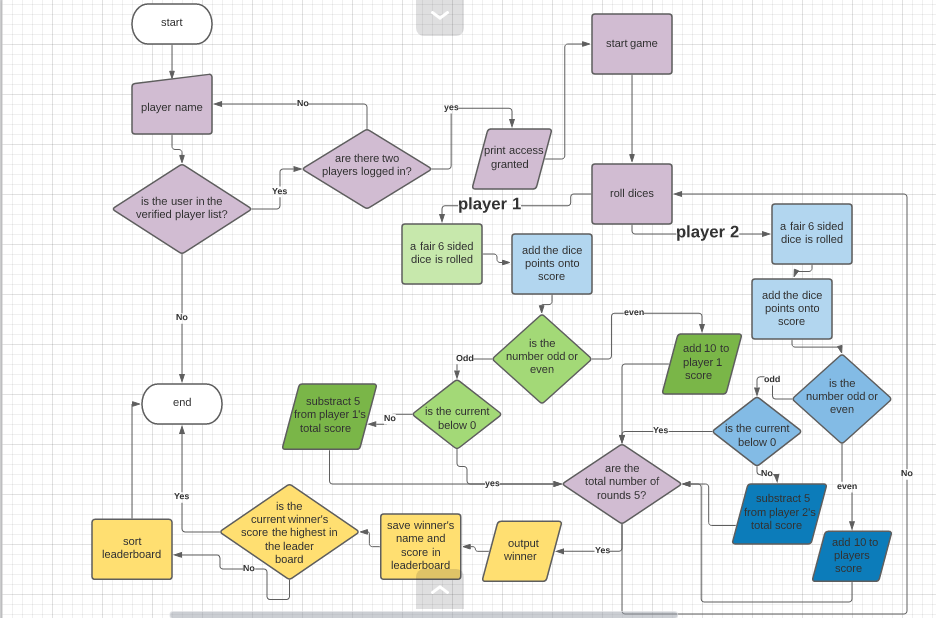 start
player name
No
is the user in the
verified player list?
Yes
are there two
players logged in?
yes
print access
granted
start game
roll dices
player 1
player 2
a fair 6 sided
dice is rolled
add the dice
points onto
score
a fair 6 sided
dice is rolled
add the dice
points onto
score
is the
number odd or
even
even
Odd
add 10 to
player 1
score
is the current
below 0
No
substract 5
from player 1's
total score
yes
is the
number odd or
even
odd
is the current
below 0
Yes
No
even
substract 5
from player 2's
total score
add 10 to
players
score
No
are the
total number of
rounds 5?
Yes
output
winner
save winner's
name and
score in
leaderboard
is the
current winner's
score the highest in
the leader
board
Yes
No
sort
leaderboard
No
end